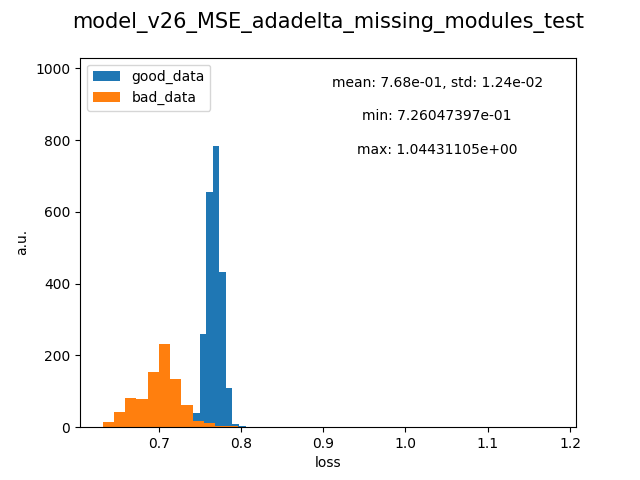 model_v26_MSE_adadelta_missing_modules_test
good_data
bad_data
mean: 7.68e-01, std: 1.24e-02
min: 7.26047397e-01
max: 1.04431105e+00
1000
800
600
400
200
0
a.u.
0.7
0.8
0.9
1.0
1.1
1.2
loss